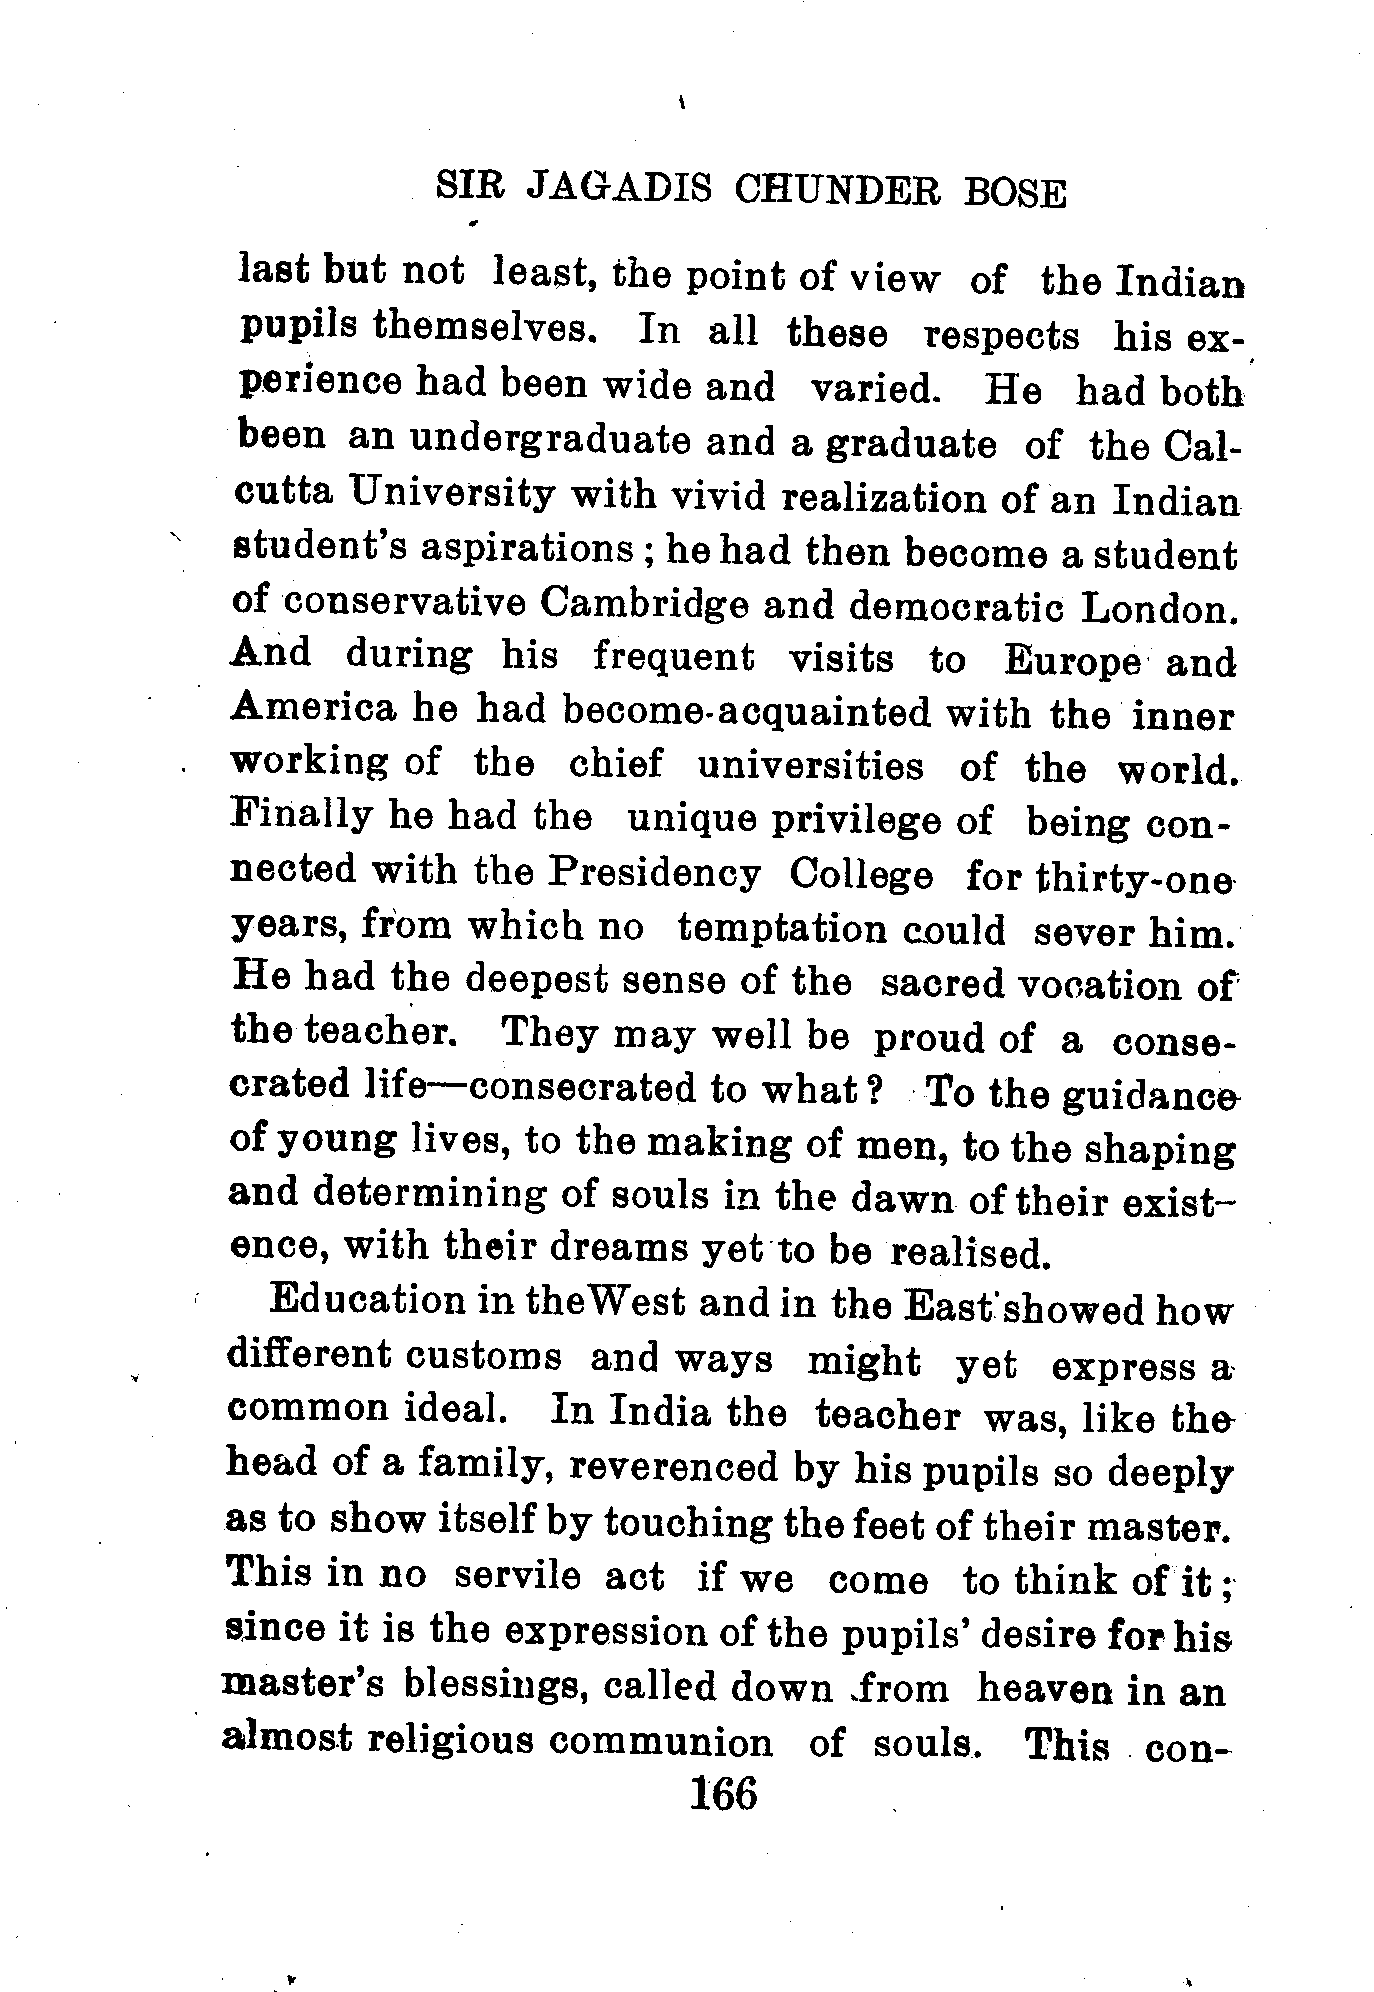 SIR JAGADIS CHUNDER BOSE
last but not least, the point of view of the Indian
pupils themselves. In all these respects his ex-
perience had been wide and varied. He had both
been an undergraduate and a graduate of the Cal-
cutta University with vivid realization of an Indian
student's aspirations ; he had then become a student
of conservative Cambridge and democratic London.
And during his frequent visits to Europe and
America he had become acquainted with the inner
working of the chief universities of the world.
Finally he had the unique privilege of being con-
nected with the Presidency College for thirty-one
years, from which no temptation could sever him.
He had the deepest sense of the sacred vocation of
the teacher. They may well be proud of a conse-
crated life—consecrated to what ? To the guidance
of young lives, to the making of men, to the shaping
and determining of souls in the dawn of their exist-
ence, with their dreams yet to be realised.
Education in the West and in the East showed how
different customs and ways might yet express a
common ideal. In India the teacher was, like the
head of a family, reverenced by his pupils so deeply
as to show itself by touching the feet of their master.
This in no servile act if we come to think of it ;
since it is the expression of the pupils' desire for his
master's blessings, called down from heaven in an
almost religious communion of souls. This con-
166